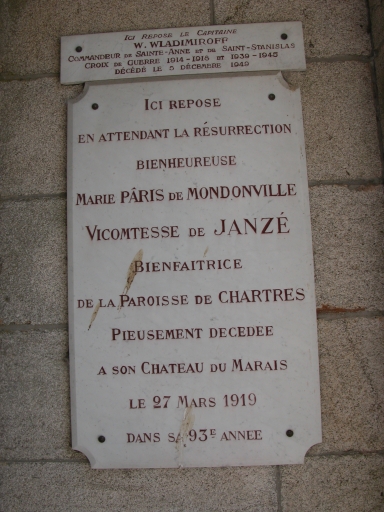 Ici Repose le Capitaine
W. WLADIMIROFF
Commandeur de Sainte-Anne et de Saint-Stanislas
Croix de Guerre 1914-1916 et 1939-1945
Décédé le 5 Décembre 1949
Ici repose
en attendant la résurrection
bienheureuse
Marie PÂRIS de MONDONVILLE
Vicomtesse de JANZÉ
Bienfaitrice
de la Paroisse de CHARTRES
Pieusement decedee
a son Chateau du Marais
le 27 Mars 1919
dans sa 93e annee